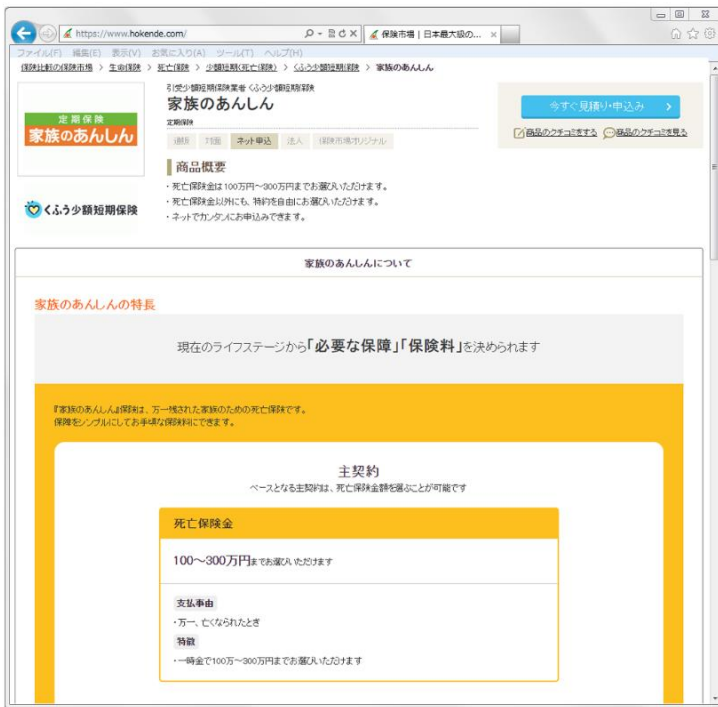 https://www.hokende.com/
保険市場 | 日本最大級の...
ファイル(F) 編集(E) 表示(V) お気に入り(A) ツール(T) ヘルプ(H)
保険比較の保険市場 > 生命保険 > 死亡保険 > 少額短期(死亡保険) > くふう少額短期保険 > 家族のあんしん
引受少額短期保険業者 くふう少額短期保険
家族のあんしん
定期保険
定期保険
家族のあんしん
通販 対面 ネット申込 法人 保険市場オリジナル
今すぐ見積り・申込み
商品のクチコミをする 商品のクチコミを見る
商品概要
・死亡保険金は100万円～300万円までお選びいただけます。
・死亡保険金以外にも、特約を自由にお選びいただけます。
・ネットでカンタンにお申込みできます。
くふう少額短期保険
家族のあんしんについて
家族のあんしんの特長
現在のライフステージから「必要な保障」「保険料」を決められます
『家族のあんしん』保険は、万一残された家族のための死亡保険です。
保障をシンプルにしてお手頃な保険料にできます。
主契約
ベースとなる主契約は、死亡保険金額を選ぶことが可能です
死亡保険金
100～300万円までお選びいただけます
支払事由
・万一、亡くなられたとき
特徴
・一時金で100万～300万円までお選びいただけます